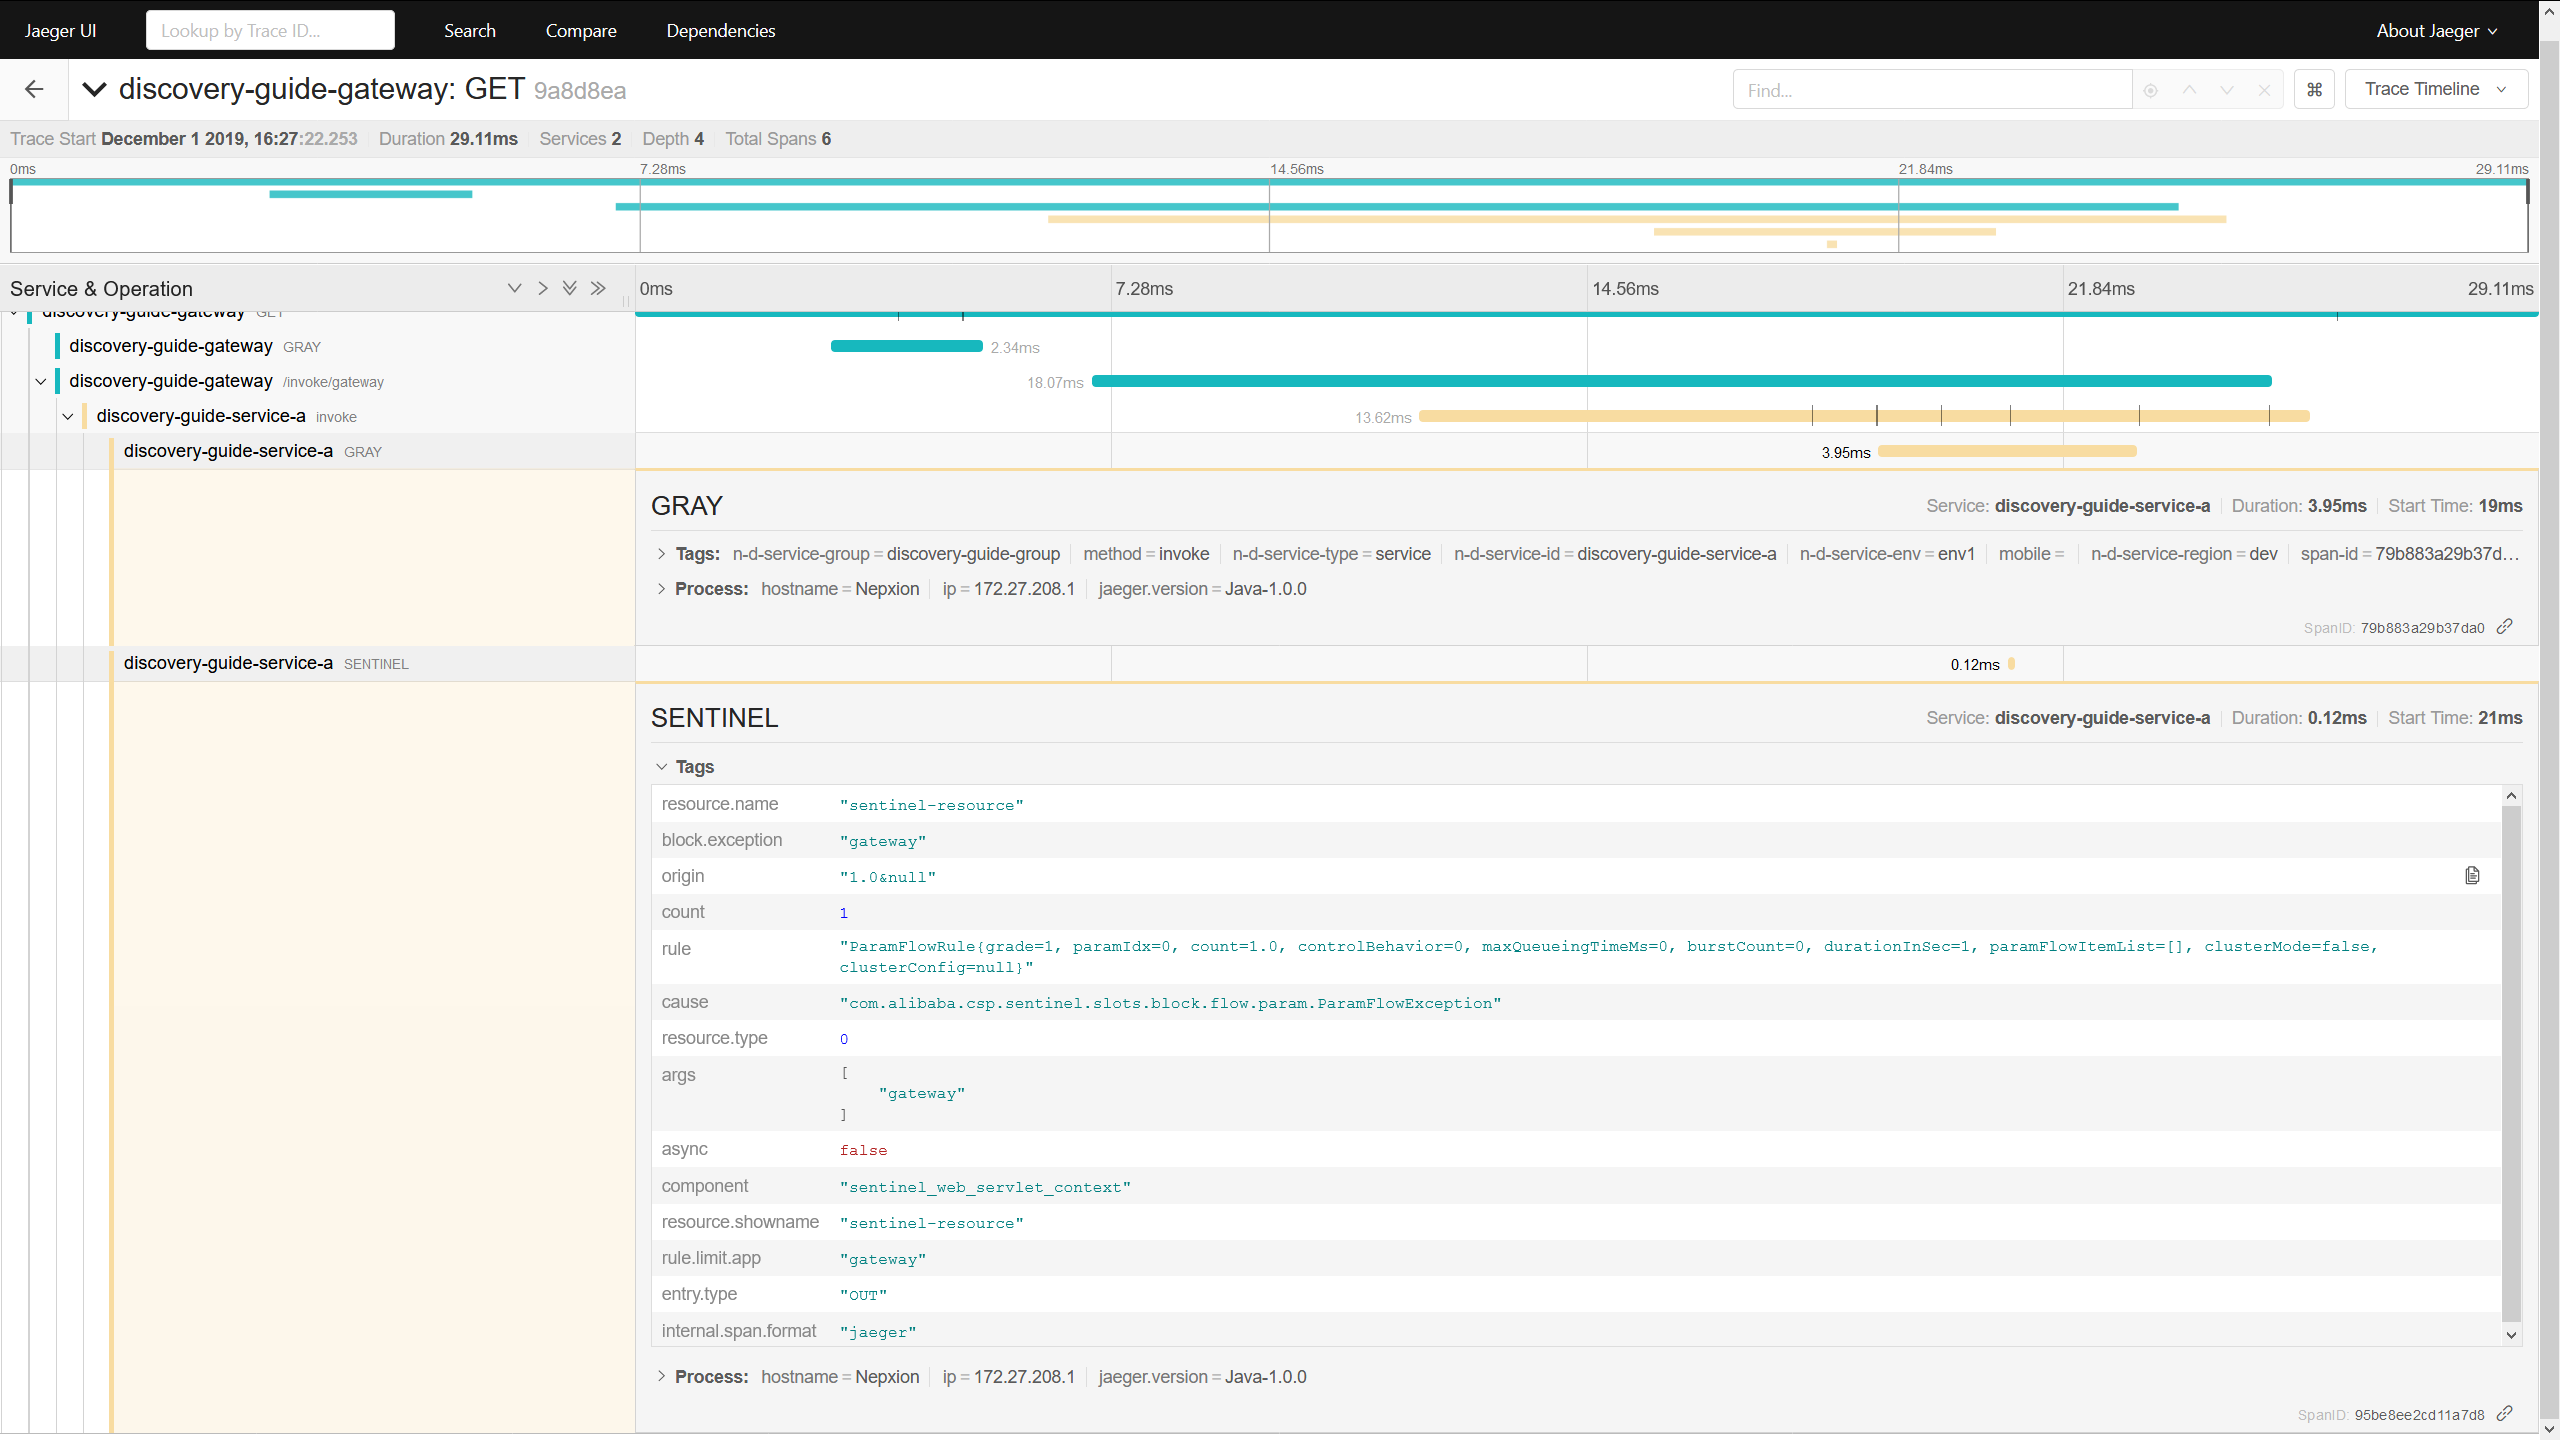 Jaeger UI Lookup by Trace ID... Search Compare Dependencies About Jaeger
discovery-guide-gateway: GET 9a8d8ea Find... ⌘ Trace Timeline
Trace Start December 1 2019, 16:27:22.253 Duration 29.11ms Services 2 Depth 4 Total Spans 6
0ms 7.28ms 14.56ms 21.84ms 29.11ms
Service & Operation 0ms 7.28ms 14.56ms 21.84ms 29.11ms
discovery-guide-gateway GET
discovery-guide-gateway GRAY 2.34ms
discovery-guide-gateway /invoke/gateway 18.07ms
discovery-guide-service-a invoke 13.62ms
discovery-guide-service-a GRAY 3.95ms
GRAY Service: discovery-guide-service-a Duration: 3.95ms Start Time: 19ms
Tags: n-d-service-group = discovery-guide-group method = invoke n-d-service-type = service n-d-service-id = discovery-guide-service-a n-d-service-env = env1 mobile = n-d-service-region = dev span-id = 79b883a29b37d...
Process: hostname = Nepxion ip = 172.27.208.1 jaeger.version = Java-1.0.0
SpanID: 79b883a29b37da0
discovery-guide-service-a SENTINEL 0.12ms
SENTINEL Service: discovery-guide-service-a Duration: 0.12ms Start Time: 21ms
Tags
resource.name "sentinel-resource"
block.exception "gateway"
origin "1.0&null"
count 1
rule "ParamFlowRule{grade=1, paramIdx=0, count=1.0, controlBehavior=0, maxQueueingTimeMs=0, burstCount=0, durationInSec=1, paramFlowItemList=[], clusterMode=false,
clusterConfig=null}"
cause "com.alibaba.csp.sentinel.slots.block.flow.param.ParamFlowException"
resource.type 0
args [
"gateway"
]
async false
component "sentinel_web_servlet_context"
resource.showname "sentinel-resource"
rule.limit.app "gateway"
entry.type "OUT"
internal.span.format "jaeger"
Process: hostname = Nepxion ip = 172.27.208.1 jaeger.version = Java-1.0.0
SpanID: 95be8ee2cd11a7d8